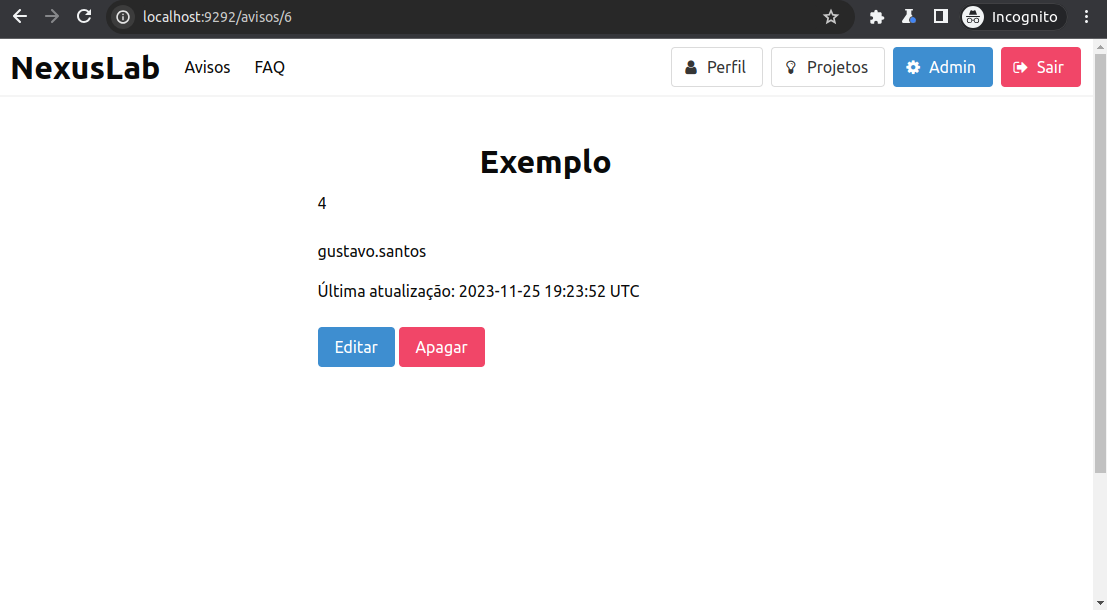 localhost:9292/avisos/6
Incognito
NexusLab Avisos FAQ Perfil Projetos Admin Sair
Exemplo
4
gustavo.santos
Última atualização: 2023-11-25 19:23:52 UTC
Editar Apagar